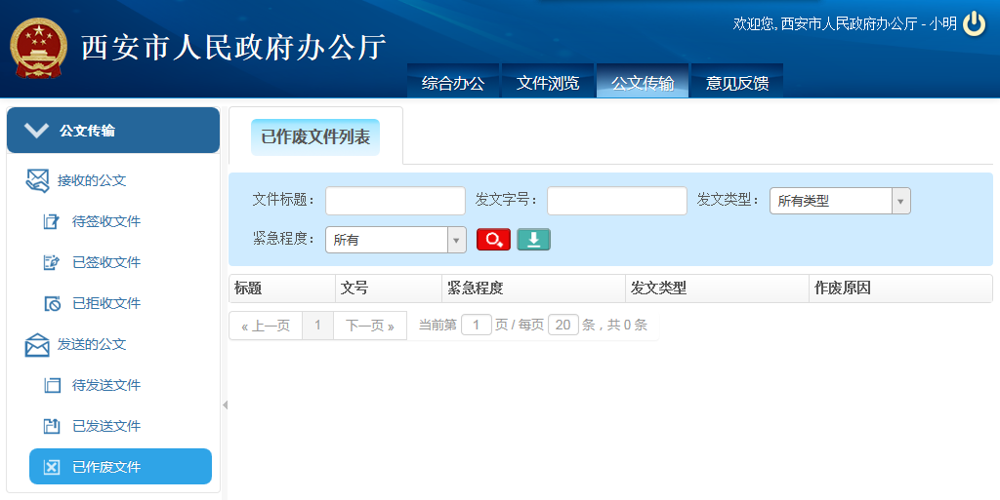 欢迎您, 西安市人民政府办公厅 - 小明
西安市人民政府办公厅
综合办公 文件浏览 公文传输 意见反馈
公文传输
接收的公文
待签收文件
已签收文件
已拒收文件
发送的公文
待发送文件
已发送文件
已作废文件
已作废文件列表
文件标题： 发文字号： 发文类型： 所有类型
紧急程度： 所有
标题 文号 紧急程度 发文类型 作废原因
« 上一页 1 下一页 » 当前第 1 页 / 每页 20 条，共 0 条